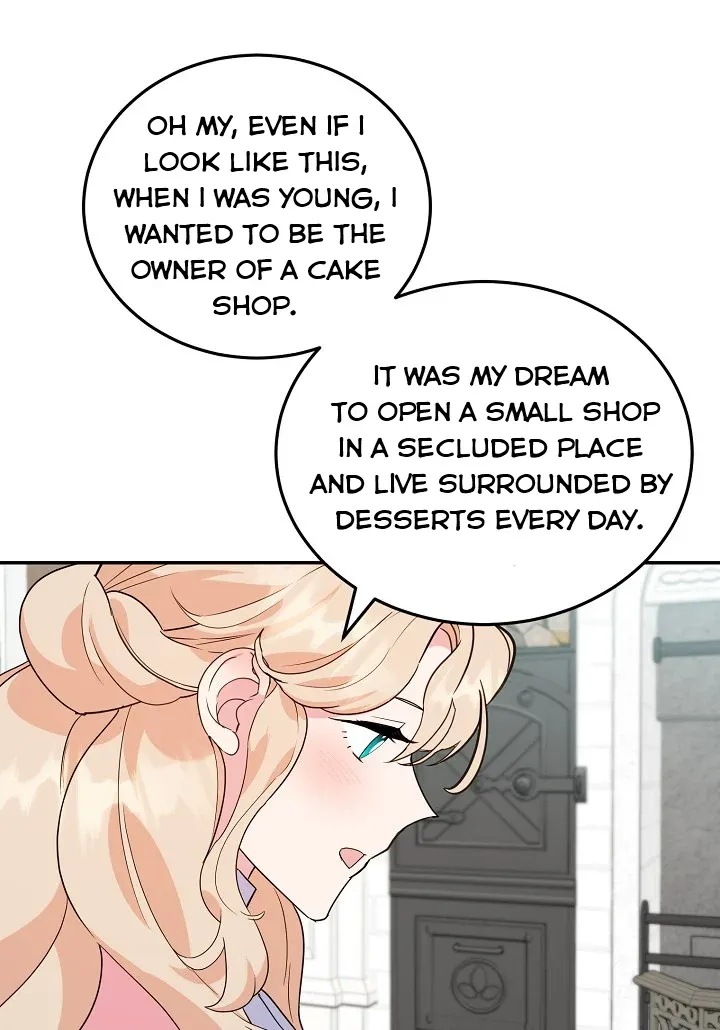 OH MY, EVEN IF I
LOOK LIKE THIS,
WHEN I WAS YOUNG, I
WANTED TO BE THE
OWNER OF A CAKE
SHOP.
IT WAS MY DREAM
TO OPEN A SMALL SHOP
IN A SECLUDED PLACE
AND LIVE SURROUNDED BY
DESSERTS EVERY DAY.